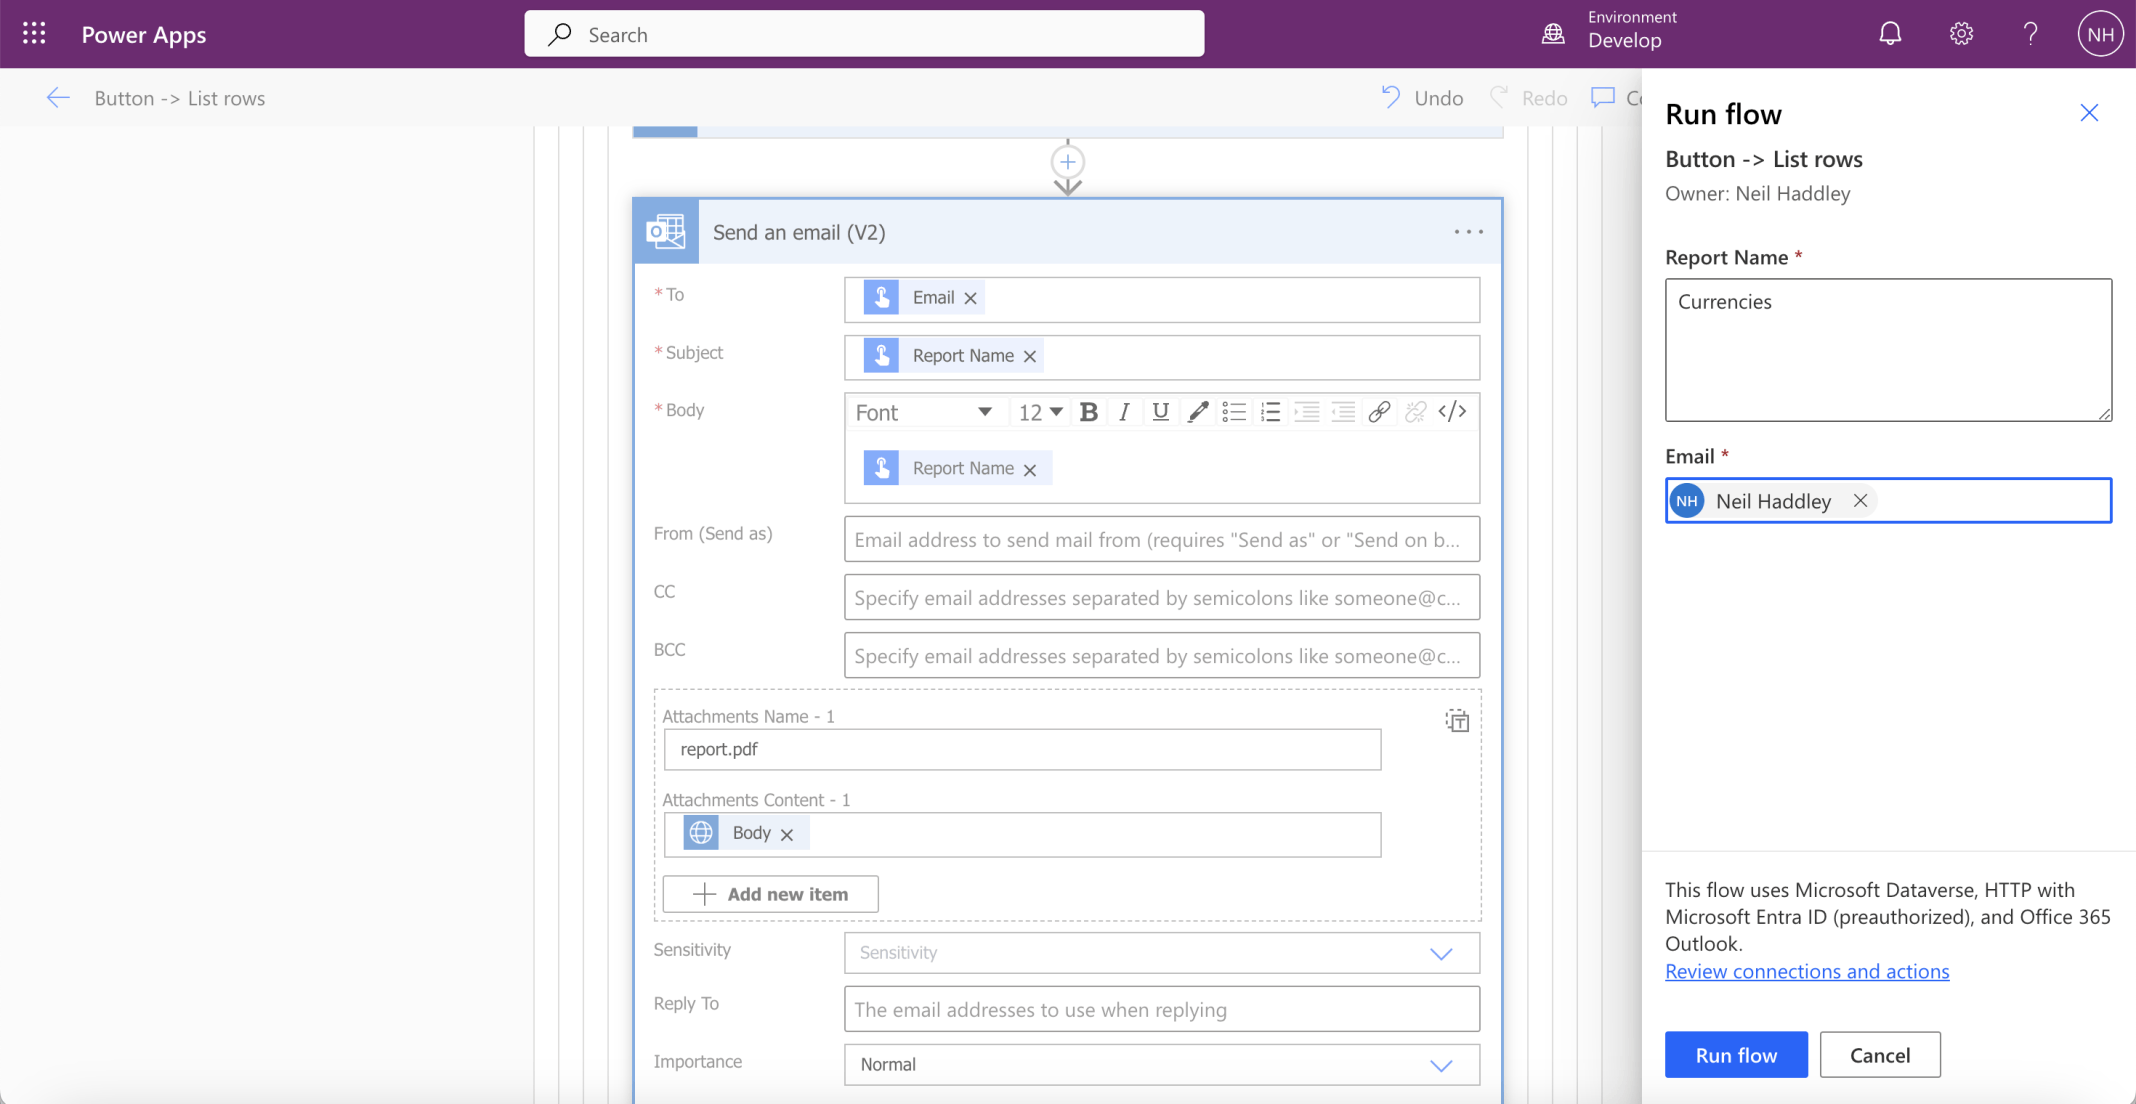 Power Apps
Search
Environment
Develop
NH
Button -> List rows
Undo
Redo
Run flow
Button -> List rows
Owner: Neil Haddley
Report Name *
Currencies
Email *
NH Neil Haddley
Send an email (V2)
* To
Email
* Subject
Report Name
* Body
Font
12
B I U
</>
Report Name
From (Send as)
Email address to send mail from (requires "Send as" or "Send on b...
CC
Specify email addresses separated by semicolons like someone@c...
BCC
Specify email addresses separated by semicolons like someone@c...
Attachments Name - 1
report.pdf
Attachments Content - 1
Body
Add new item
Sensitivity
Sensitivity
Reply To
The email addresses to use when replying
Importance
Normal
This flow uses Microsoft Dataverse, HTTP with
Microsoft Entra ID (preauthorized), and Office 365
Outlook.
Review connections and actions
Run flow
Cancel